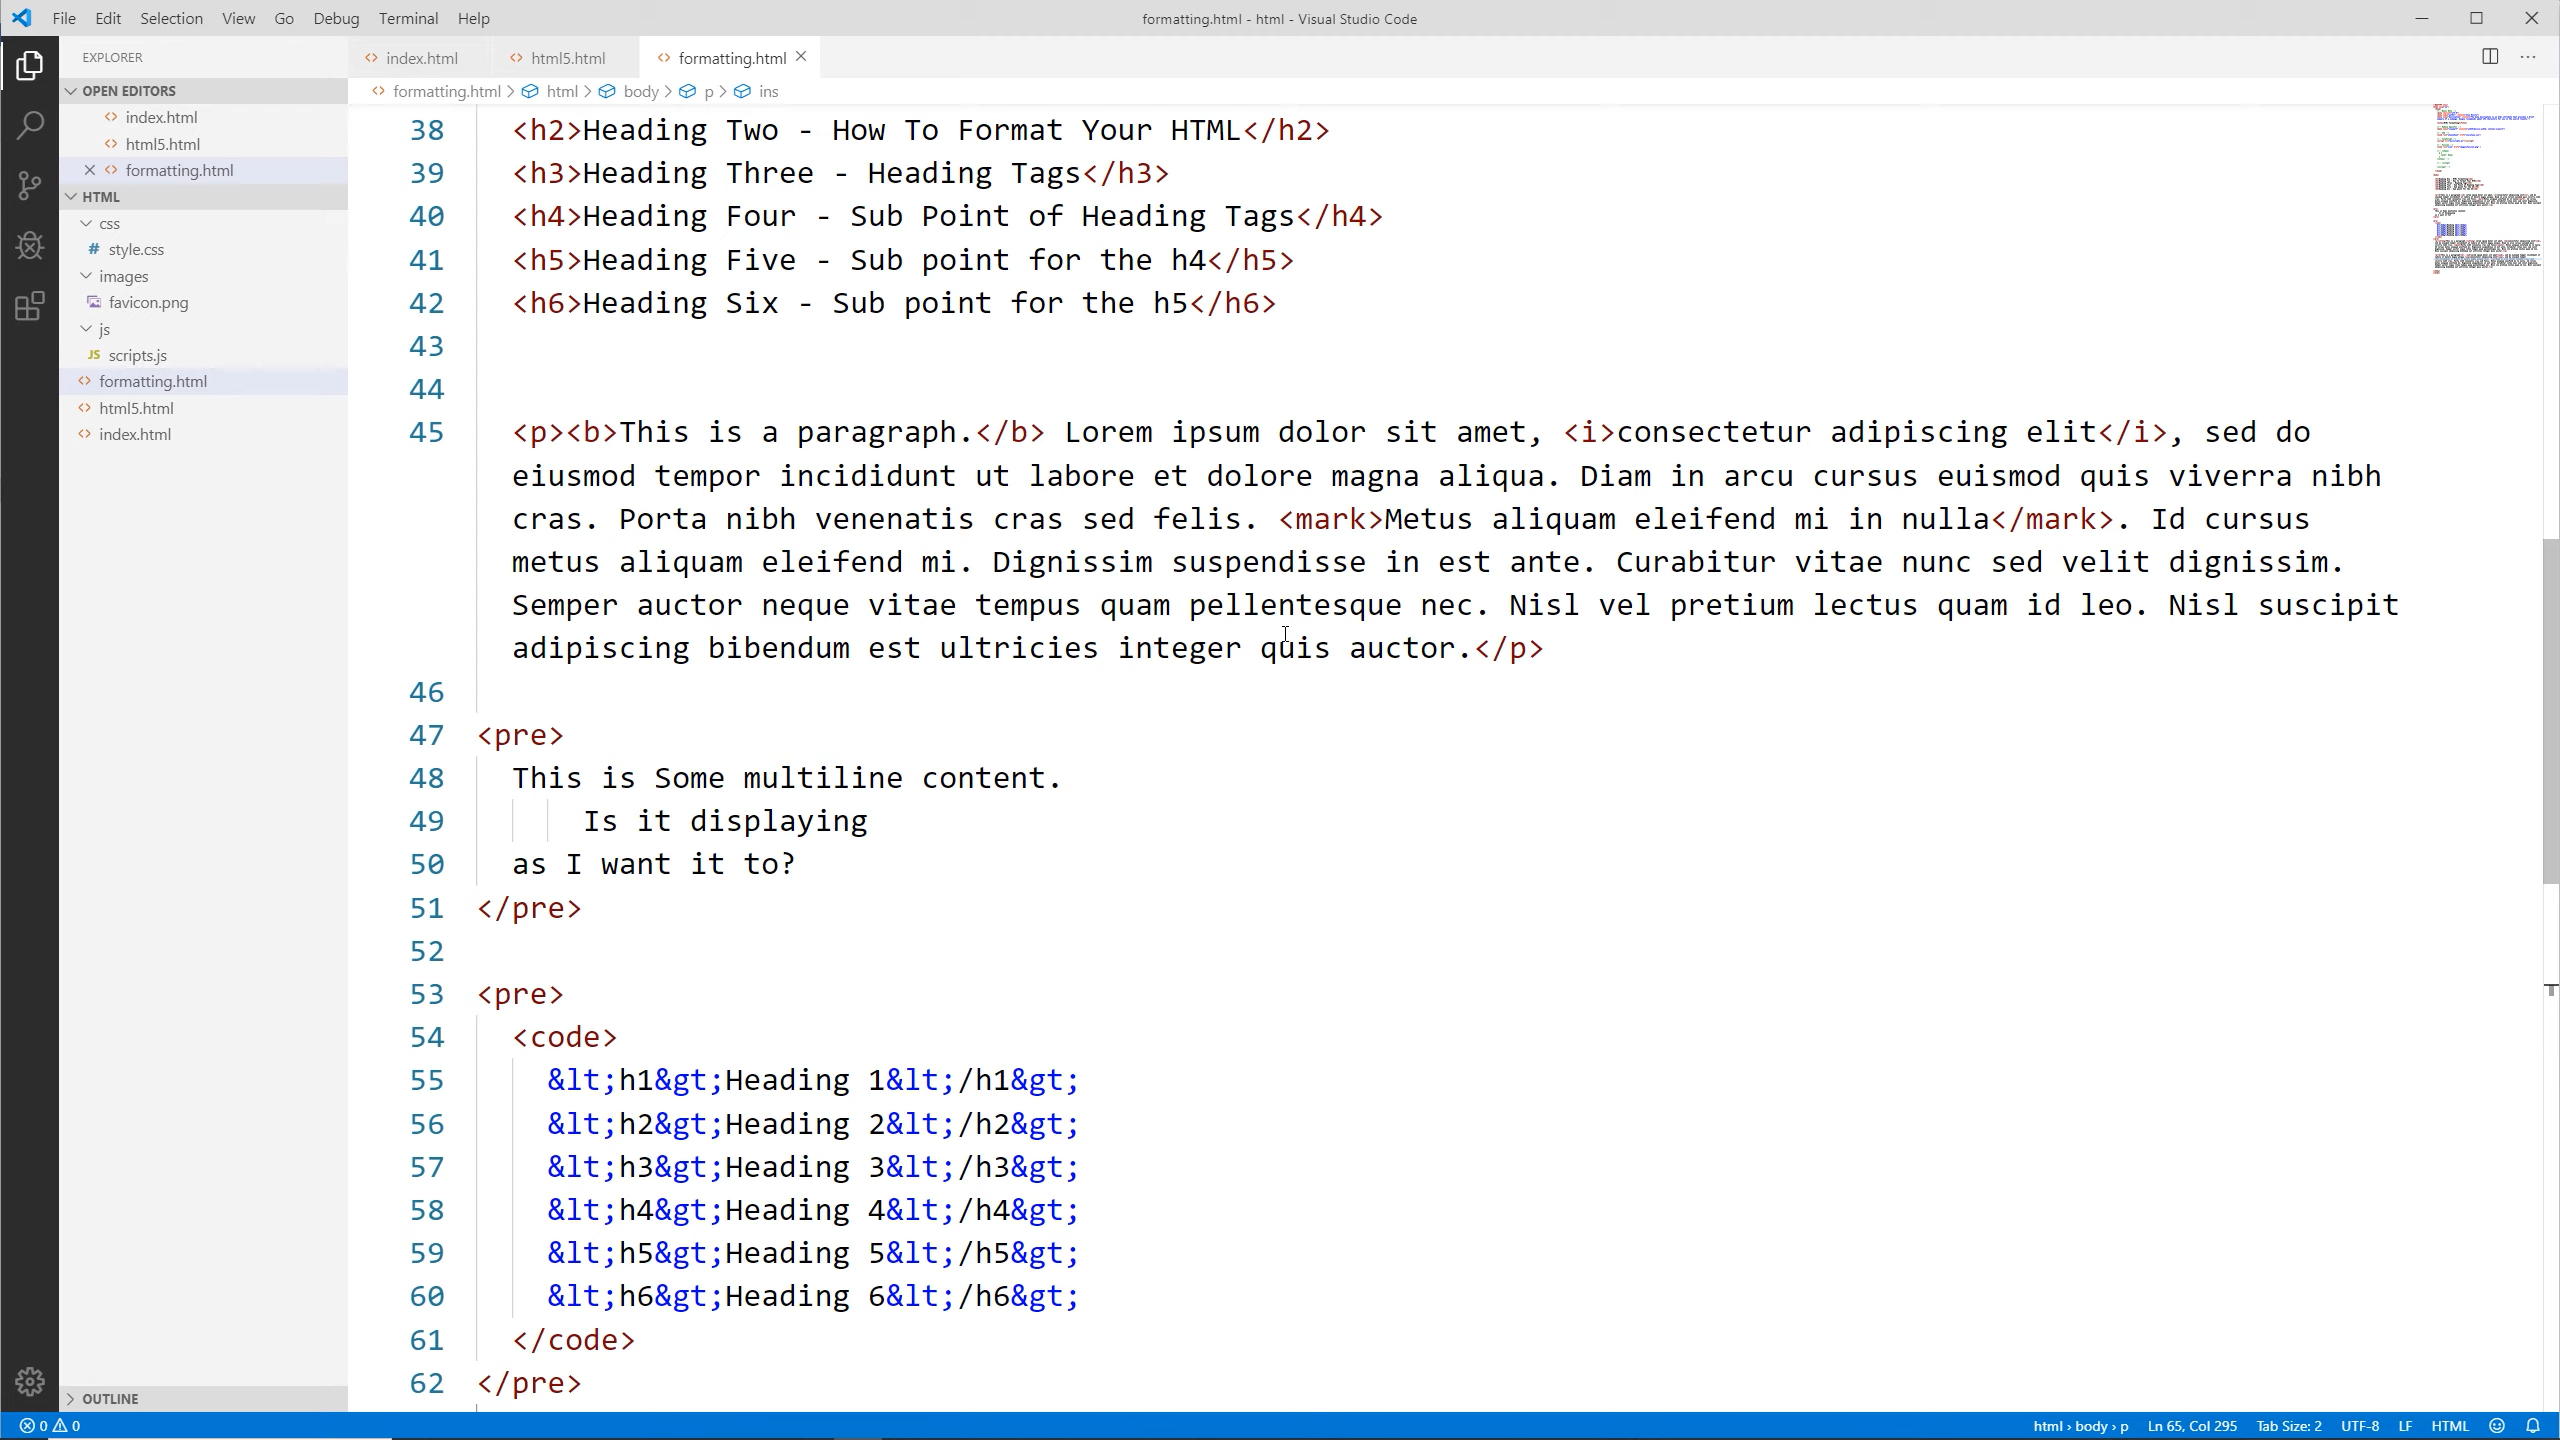 File Edit Selection View Go Debug Terminal Help
formatting.html - html - Visual Studio Code
EXPLORER
OPEN EDITORS
index.html
html5.html
formatting.html
HTML
css
# style.css
images
favicon.png
js
JS scripts.js
formatting.html
html5.html
index.html
OUTLINE
index.html html5.html formatting.html
formatting.html > html > body > p > ins
38 <h2>Heading Two - How To Format Your HTML</h2>
39 <h3>Heading Three - Heading Tags</h3>
40 <h4>Heading Four - Sub Point of Heading Tags</h4>
41 <h5>Heading Five - Sub point for the h4</h5>
42 <h6>Heading Six - Sub point for the h5</h6>
43
44
45 <p><b>This is a paragraph.</b> Lorem ipsum dolor sit amet, <i>consectetur adipiscing elit</i>, sed do
eiusmod tempor incididunt ut labore et dolore magna aliqua. Diam in arcu cursus euismod quis viverra nibh
cras. Porta nibh venenatis cras sed felis. <mark>Metus aliquam eleifend mi in nulla</mark>. Id cursus
metus aliquam eleifend mi. Dignissim suspendisse in est ante. Curabitur vitae nunc sed velit dignissim.
Semper auctor neque vitae tempus quam pellentesque nec. Nisl vel pretium lectus quam id leo. Nisl suscipit
adipiscing bibendum est ultricies integer quis auctor.</p>
46
47 <pre>
48 This is Some multiline content.
49 Is it displaying
50 as I want it to?
51 </pre>
52
53 <pre>
54 <code>
55 &lt;h1&gt;Heading 1&lt;/h1&gt;
56 &lt;h2&gt;Heading 2&lt;/h2&gt;
57 &lt;h3&gt;Heading 3&lt;/h3&gt;
58 &lt;h4&gt;Heading 4&lt;/h4&gt;
59 &lt;h5&gt;Heading 5&lt;/h5&gt;
60 &lt;h6&gt;Heading 6&lt;/h6&gt;
61 </code>
62 </pre>
0 0 html > body > p Ln 65, Col 295 Tab Size: 2 UTF-8 LF HTML